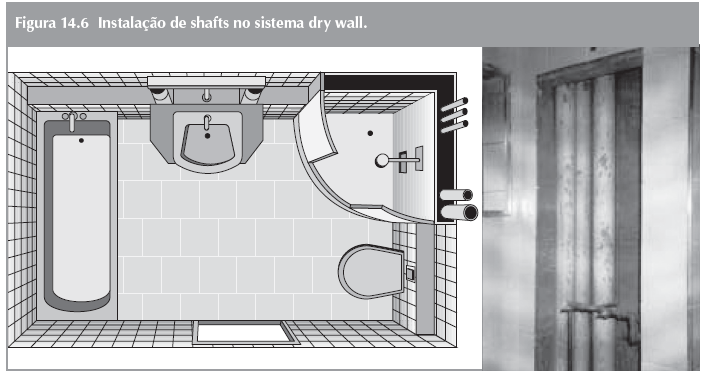 Figura 14.6 Instalação de shafts no sistema dry wall.